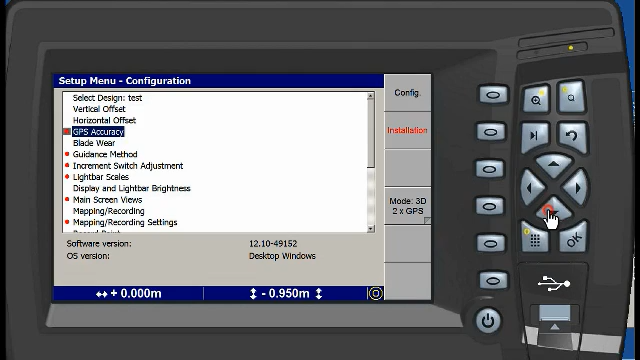 Setup Menu - Configuration
Select Design: test
Vertical Offset
Horizontal Offset
GPS Accuracy
Blade Wear
Guidance Method
Increment Switch Adjustment
Lightbar Scales
Display and Lightbar Brightness
Main Screen Views
Mapping/Recording
Mapping/Recording Settings
Software version: 12.10-49152
OS version: Desktop Windows
+ 0.000m
- 0.950m
Config.
Installation
Mode: 3D
2 x GPS
OK